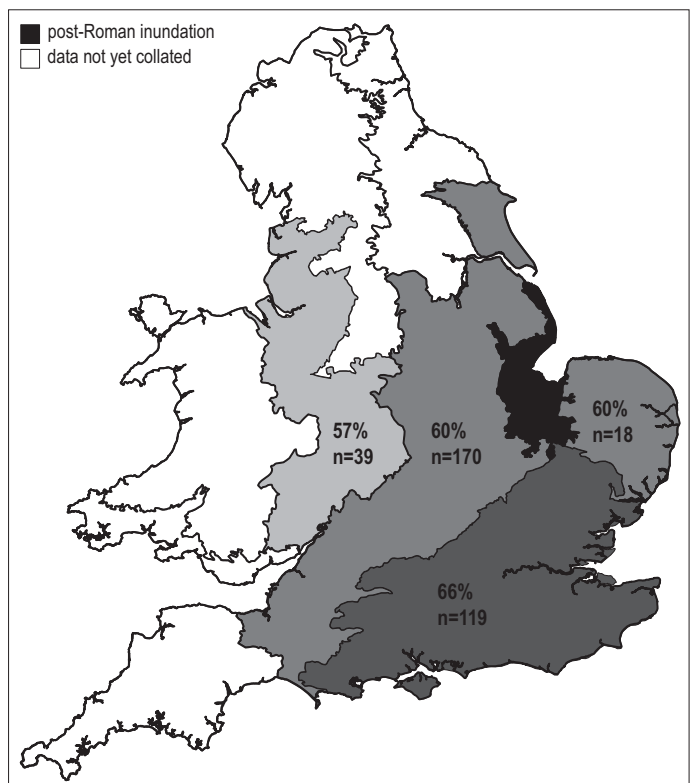 post-Roman inundation
data not yet collated
57%
n=39
60%
n=170
60%
n=18
66%
n=119